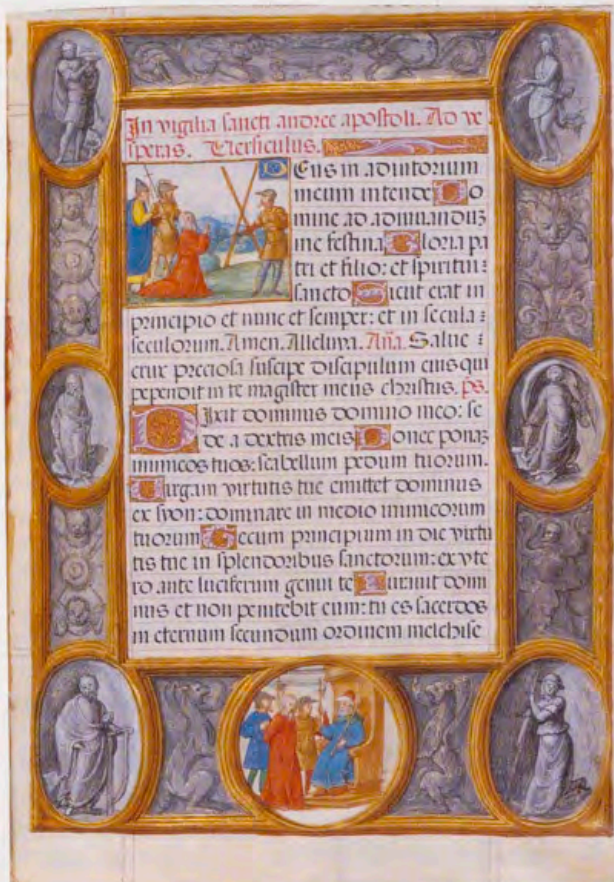 In vigilia sancti andree apostoli. Ad ve
speras. Versiculus.
Deus in adiutorium
meum intende Do
mine ad adiuuanduz
me festina Gloria pa
tri et filio: et spiritui:
sancto Sicut erat in
principio et nunc et semper: et in secula:
seculorum. Amen. Alleluya. Aña. Salue:
crux preciosa suscipe discipulum eius qui
pependit in te magister meus christus. ps.
Dixit dominus domino meo: se
de a dextris meis Donec ponaz
inimicos tuos: scabellum pedum tuorum.
Virgam virtutis tue emittet dominus
ex syon: dominare in medio inimicorum
tuorum Tecum principium in die virtu
tis tue in splendoribus sanctorum: ex vte
ro ante luciferum genui te Iurauit domi
nus et non penitebit eum: tu es sacerdos
in eternum secundum ordinem melchise